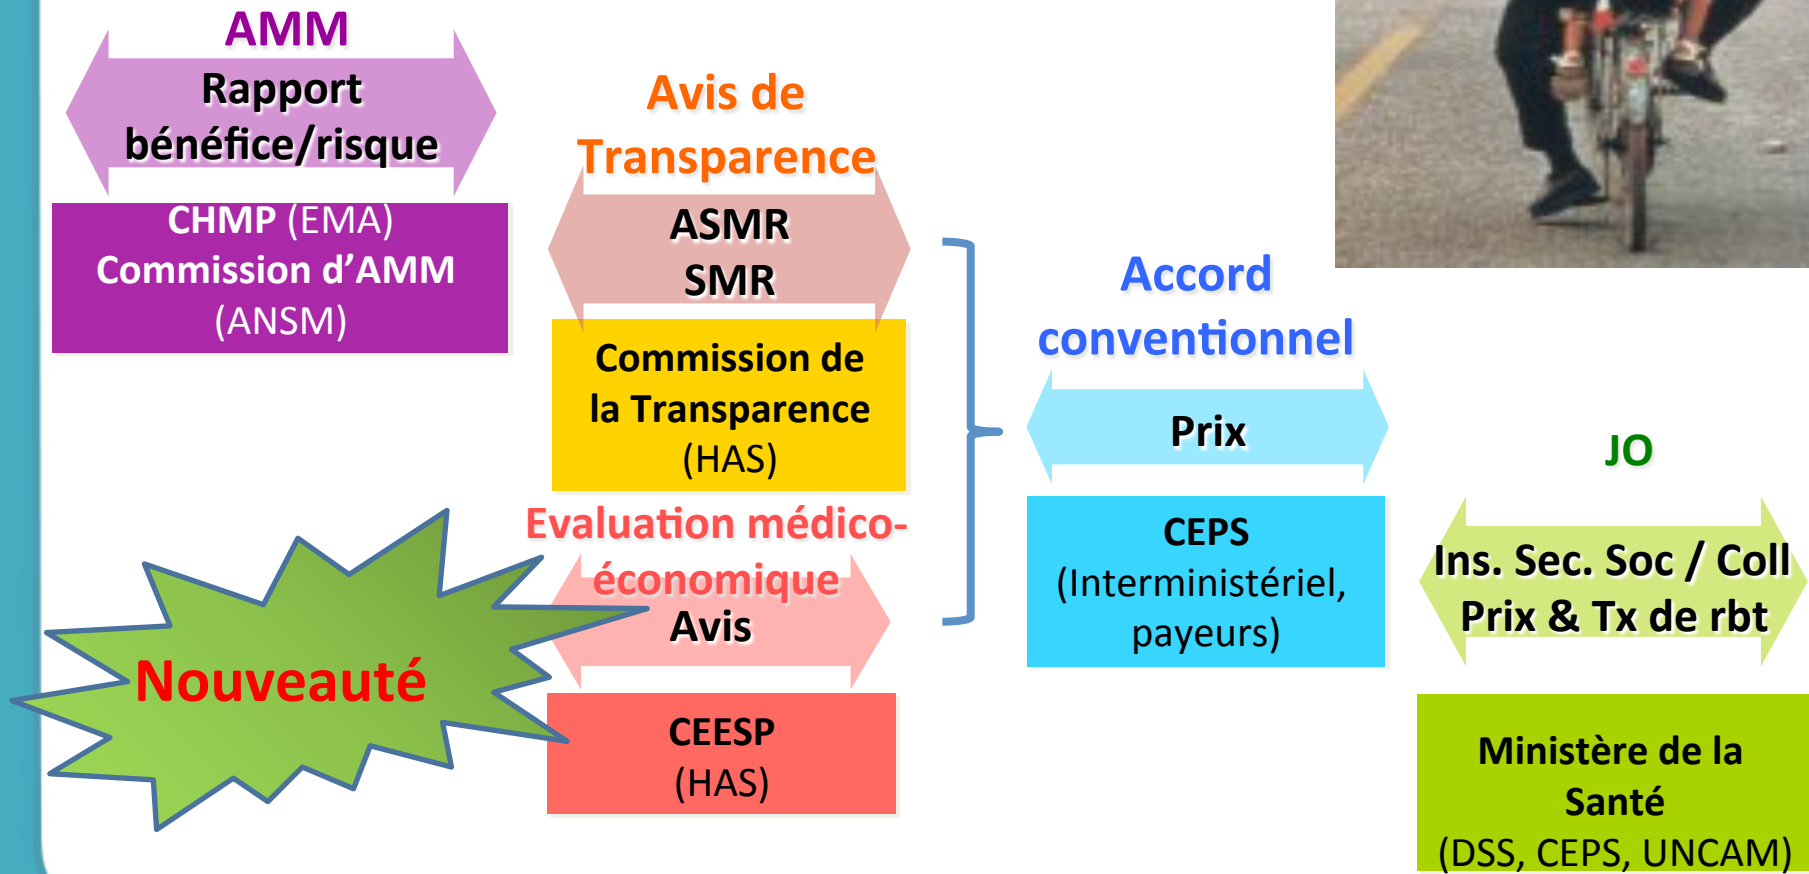 AMM
Rapport
bénéfice/risque
CHMP (EMA)
Commission d'AMM
(ANSM)
Avis de
Transparence
ASMR
SMR
Commission de
la Transparence
(HAS)
Evaluation médico-
économique
Avis
CEESP
(HAS)
Nouveauté
Accord
conventionnel
Prix
CEPS
(Interministériel,
payeurs)
JO
Ins. Sec. Soc / Coll
Prix & Tx de rbt
Ministère de la
Santé
(DSS, CEPS, UNCAM)